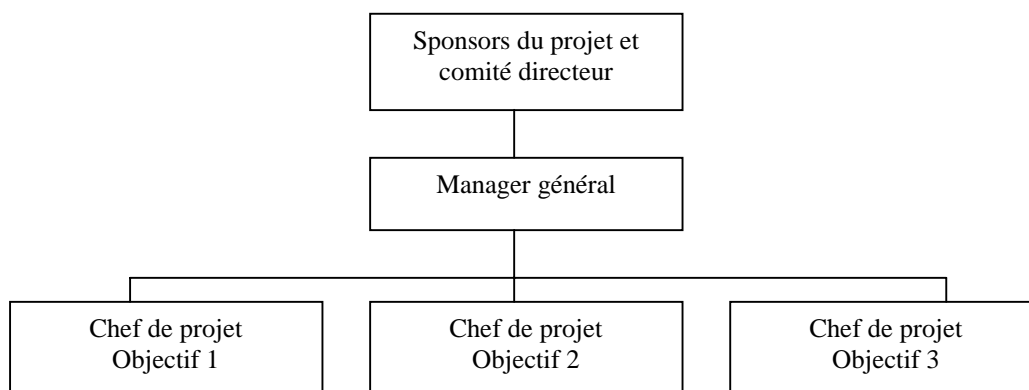 Sponsors du projet et
comité directeur
Manager général
Chef de projet
Objectif 1
Chef de projet
Objectif 2
Chef de projet
Objectif 3